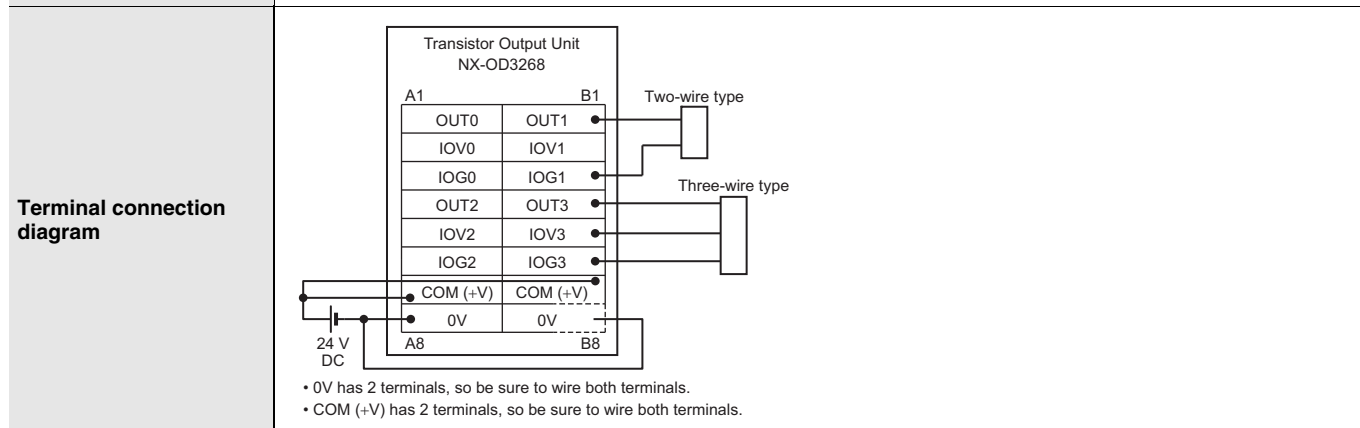 Terminal connection
diagram
Transistor Output Unit
NX-OD3268
A1 B1
Two-wire type
OUT0 OUT1
IOV0 IOV1
IOG0 IOG1
Three-wire type
OUT2 OUT3
IOV2 IOV3
IOG2 IOG3
COM (+V) COM (+V)
0V 0V
24 V
DC
A8 B8
• 0V has 2 terminals, so be sure to wire both terminals.
• COM (+V) has 2 terminals, so be sure to wire both terminals.